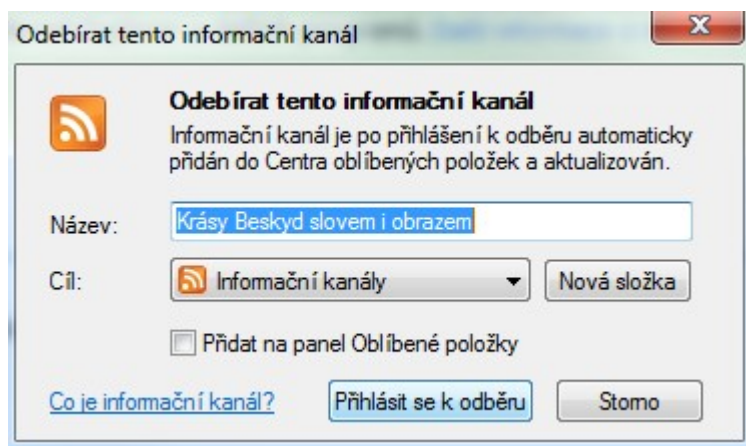 Odebírat tento informační kanál
Odebírat tento informační kanál
Informační kanál je po přihlášení k odběru automaticky
přidán do Centra oblíbených položek a aktualizován.
Název: Krásy Beskyd slovem i obrazem
Cíl: Informační kanály Nová složka
Přidat na panel Oblíbené položky
Co je informační kanál? Přihlásit se k odběru Storno